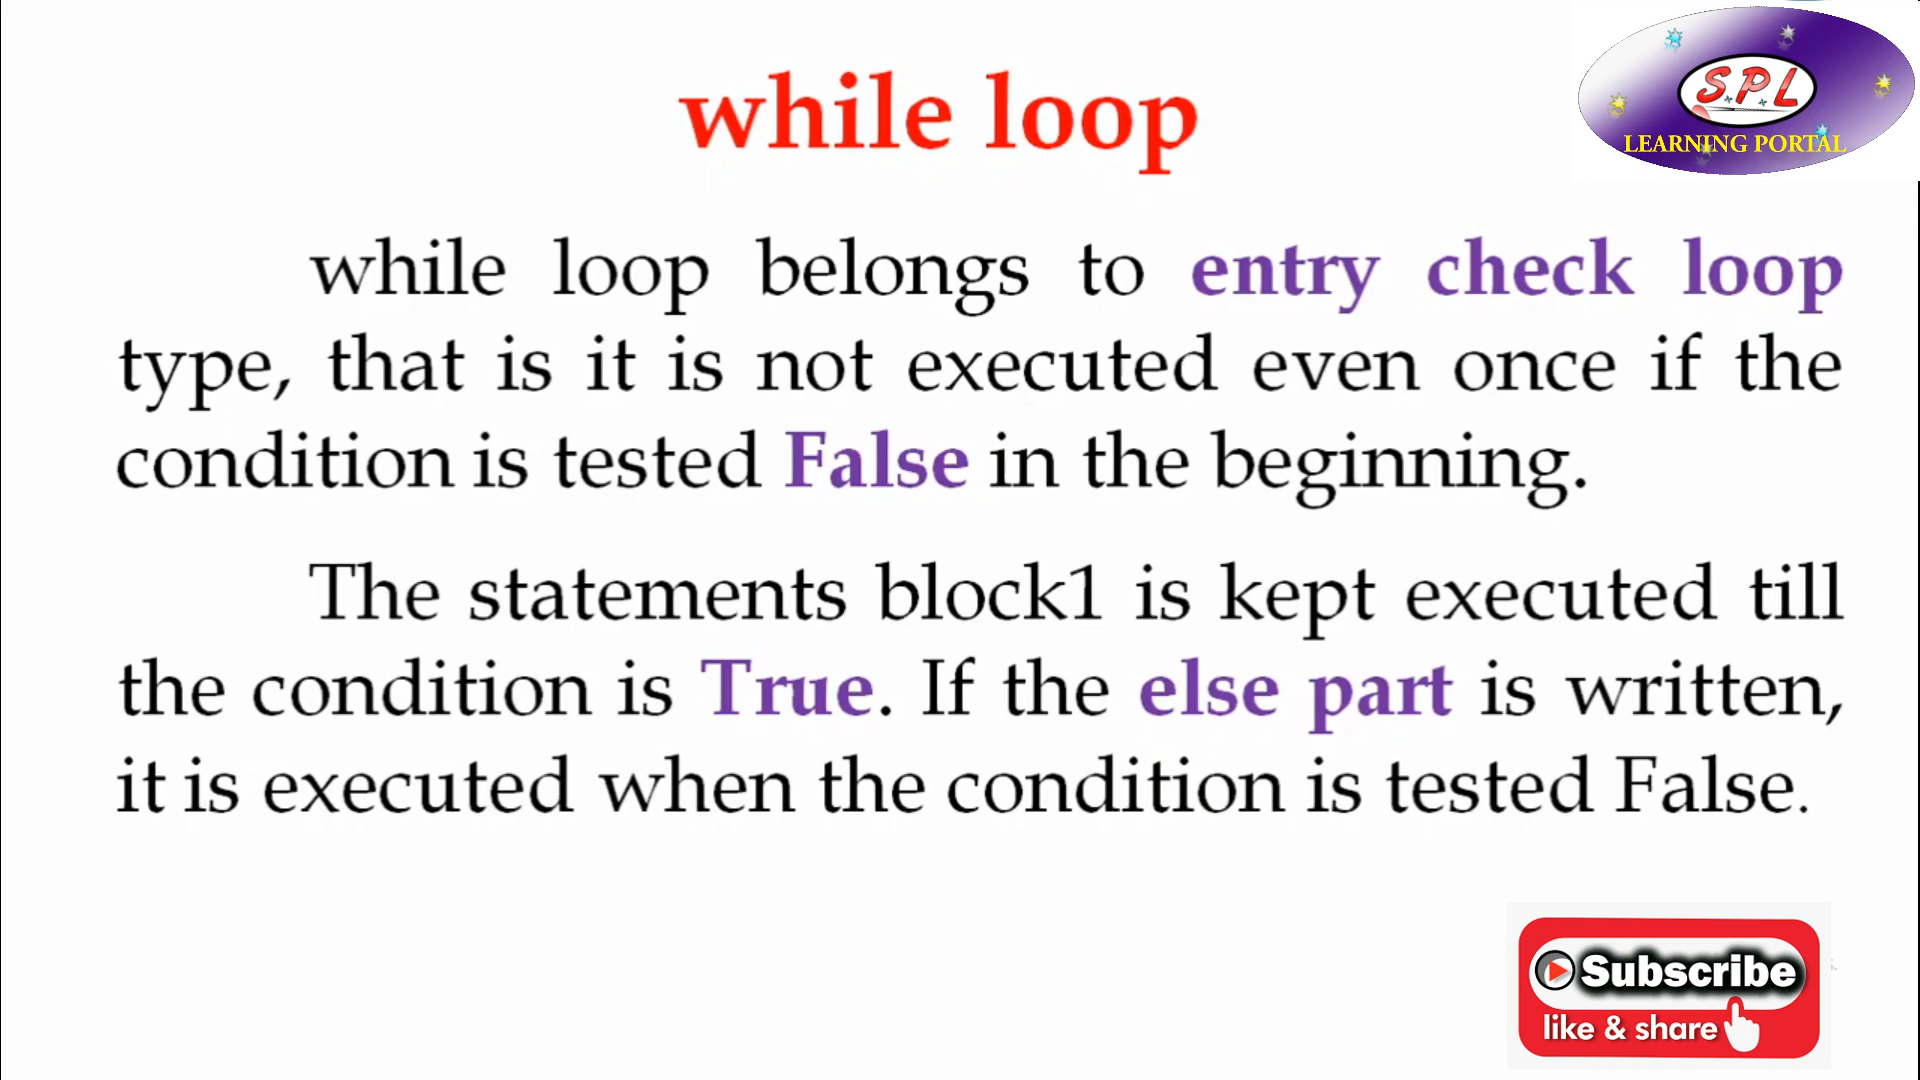 while loop
S.P.L
LEARNING PORTAL
while loop belongs to entry check loop
type, that is it is not executed even once if the
condition is tested False in the beginning.
The statements block1 is kept executed till
the condition is True. If the else part is written,
it is executed when the condition is tested False.
Subscribe
like & share